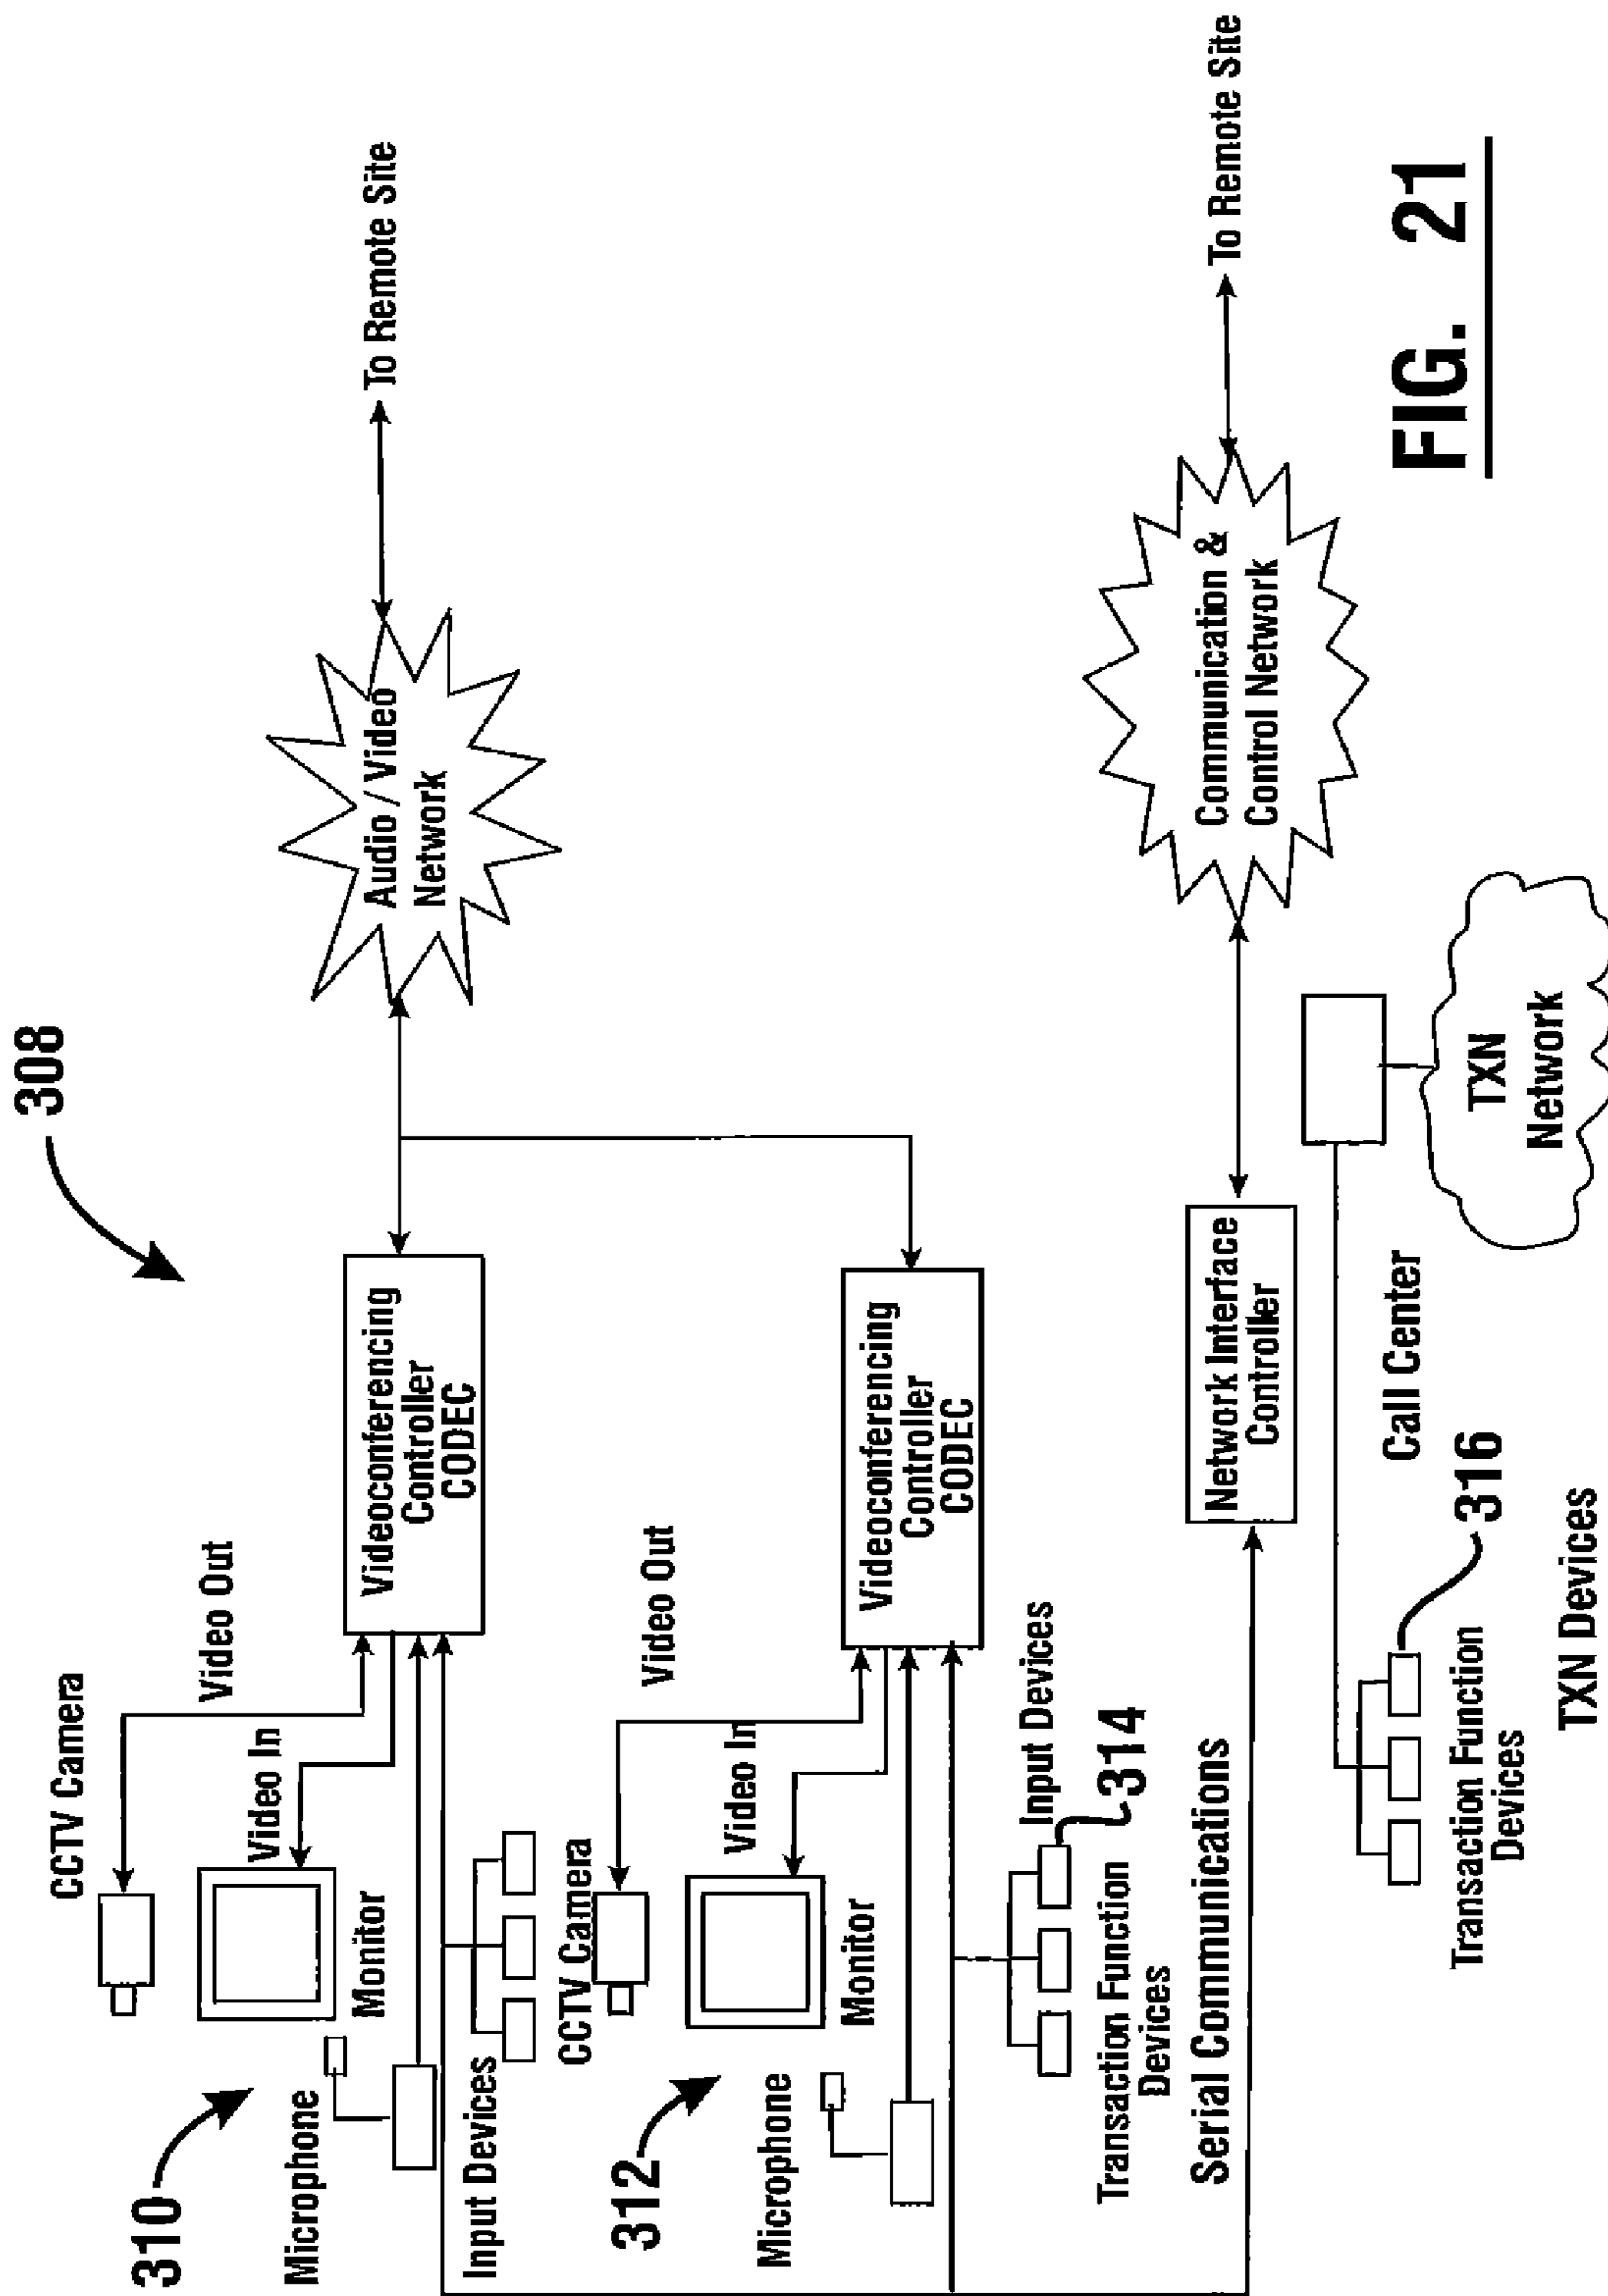 308
310
CCTV Camera
Video Out
Video In
Monitor
Microphone
Videoconferencing
Controller
CODEC
Audio / Video
Network
To Remote Site
Input Devices
312
CCTV Camera
Video Out
Video In
Monitor
Microphone
Videoconferencing
Controller
CODEC
Input Devices
314
Transaction Function
Devices
Serial Communications
Network Interface
Controller
Communication &
Control Network
To Remote Site
Call Center
316
Transaction Function
Devices
TXN Devices
TXN
Network
FIG. 21